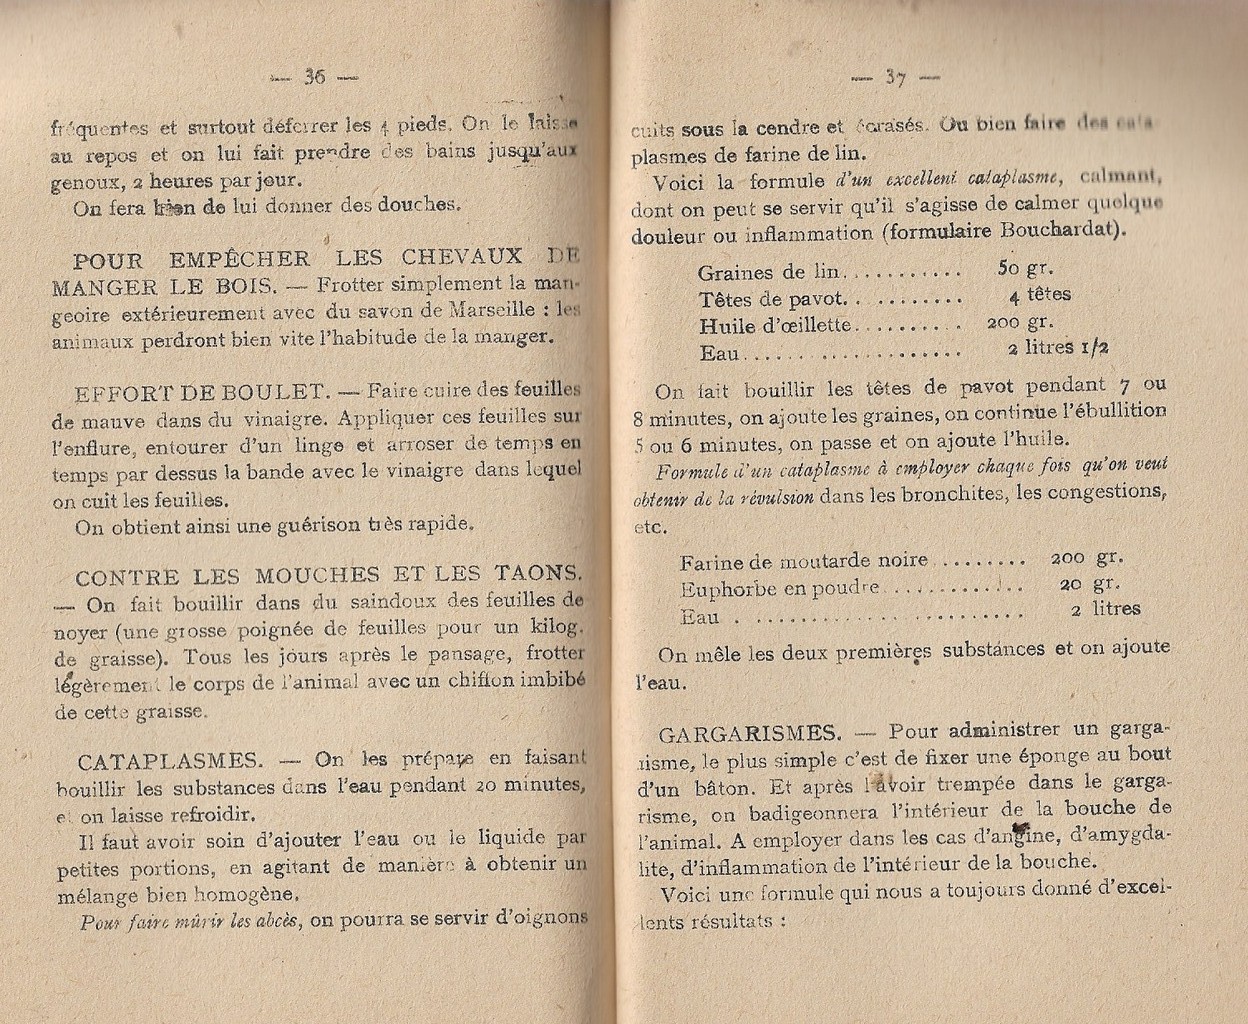 — 36 —
fréquentes et surtout déferrer les 4 pieds. On le laisse
au repos et on lui fait prendre des bains jusqu'aux
genoux, 2 heures par jour.
On fera bien de lui donner des douches.
POUR EMPÊCHER LES CHEVAUX DE
MANGER LE BOIS. — Frotter simplement la man-
geoire extérieurement avec du savon de Marseille : les
animaux perdront bien vite l'habitude de la manger.
EFFORT DE BOULET. — Faire cuire des feuilles
de mauve dans du vinaigre. Appliquer ces feuilles sur
l'enflure, entourer d'un linge et arroser de temps en
temps par dessus la bande avec le vinaigre dans lequel
on cuit les feuilles.
On obtient ainsi une guérison très rapide.
CONTRE LES MOUCHES ET LES TAONS.
— On fait bouillir dans du saindoux des feuilles de
noyer (une grosse poignée de feuilles pour un kilog.
de graisse). Tous les jours après le pansage, frotter
légèrement le corps de l'animal avec un chiffon imbibé
de cette graisse.
CATAPLASMES. — On les prépare en faisant
bouillir les substances dans l'eau pendant 20 minutes,
et on laisse refroidir.
Il faut avoir soin d'ajouter l'eau ou le liquide par
petites portions, en agitant de manière à obtenir un
mélange bien homogène.
Pour faire mûrir les abcès, on pourra se servir d'oignons
— 37 —
cuits sous la cendre et écrasés. Ou bien faire des cata-
plasmes de farine de lin.
Voici la formule d'un excellent cataplasme, calmant,
dont on peut se servir qu'il s'agisse de calmer quelque
douleur ou inflammation (formulaire Bouchardat).
Graines de lin........... 50 gr.
Têtes de pavot.......... 4 têtes
Huile d'œillette.......... 200 gr.
Eau..................... 2 litres 1/2
On fait bouillir les têtes de pavot pendant 7 ou
8 minutes, on ajoute les graines, on continue l'ébullition
5 ou 6 minutes, on passe et on ajoute l'huile.
Formule d'un cataplasme à employer chaque fois qu'on veut
obtenir de la révulsion dans les bronchites, les congestions,
etc.
Farine de moutarde noire ........ 200 gr.
Euphorbe en poudre............. 20 gr.
Eau ........................ 2 litres
On mêle les deux premières substances et on ajoute
l'eau.
GARGARISMES. — Pour administrer un garga-
risme, le plus simple c'est de fixer une éponge au bout
d'un bâton. Et après l'avoir trempée dans le garga-
risme, on badigeonnera l'intérieur de la bouche de
l'animal. A employer dans les cas d'angine, d'amygda-
lite, d'inflammation de l'intérieur de la bouche.
Voici une formule qui nous a toujours donné d'excel-
lents résultats :